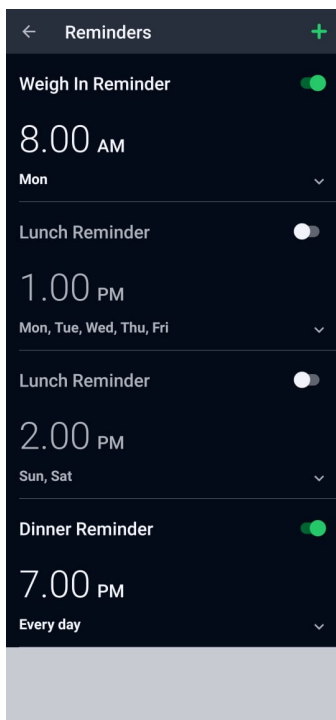 Reminders
Weigh In Reminder
8.00 AM
Mon
Lunch Reminder
1.00 PM
Mon, Tue, Wed, Thu, Fri
Lunch Reminder
2.00 PM
Sun, Sat
Dinner Reminder
7.00 PM
Every day